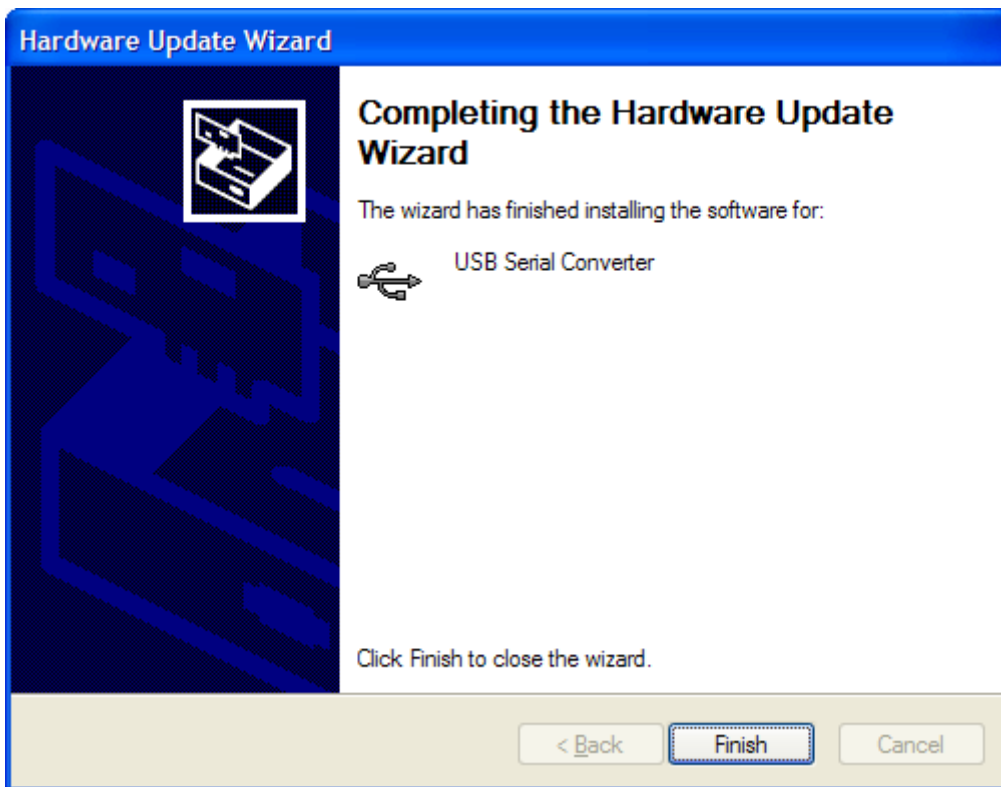 Hardware Update Wizard
Completing the Hardware Update
Wizard
The wizard has finished installing the software for:
USB Serial Converter
Click Finish to close the wizard.
< Back
Finish
Cancel